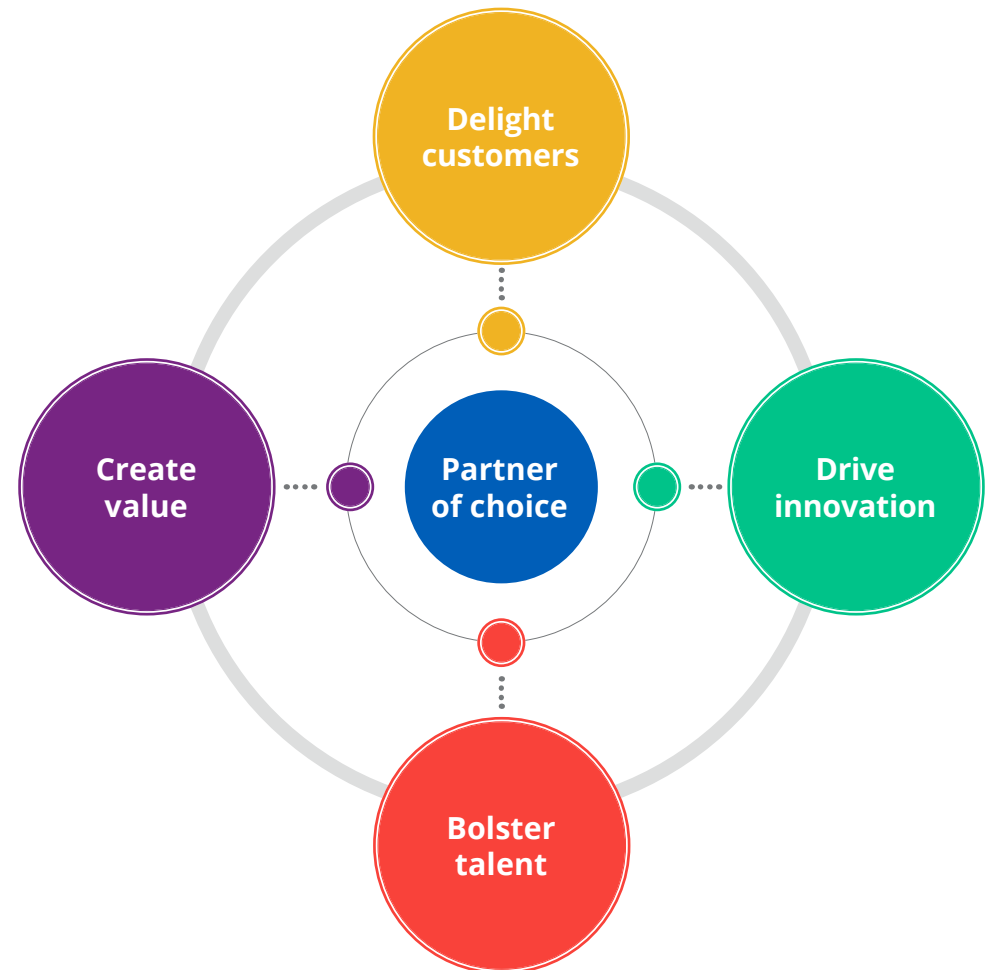 Delight
customers
Create
value
Partner
of choice
Drive
innovation
Bolster
talent